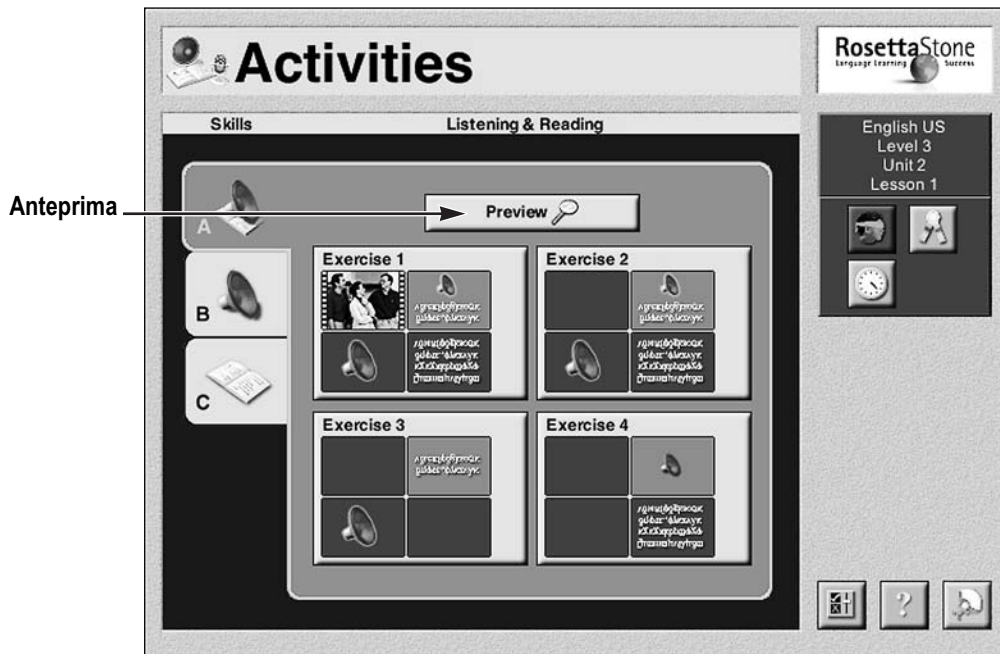 Activities
RosettaStone
Language Learning Success
Skills
Listening & Reading
English US
Level 3
Unit 2
Lesson 1
Anteprima
A
Preview
Exercise 1
Exercise 2
B
C
Exercise 3
Exercise 4
?